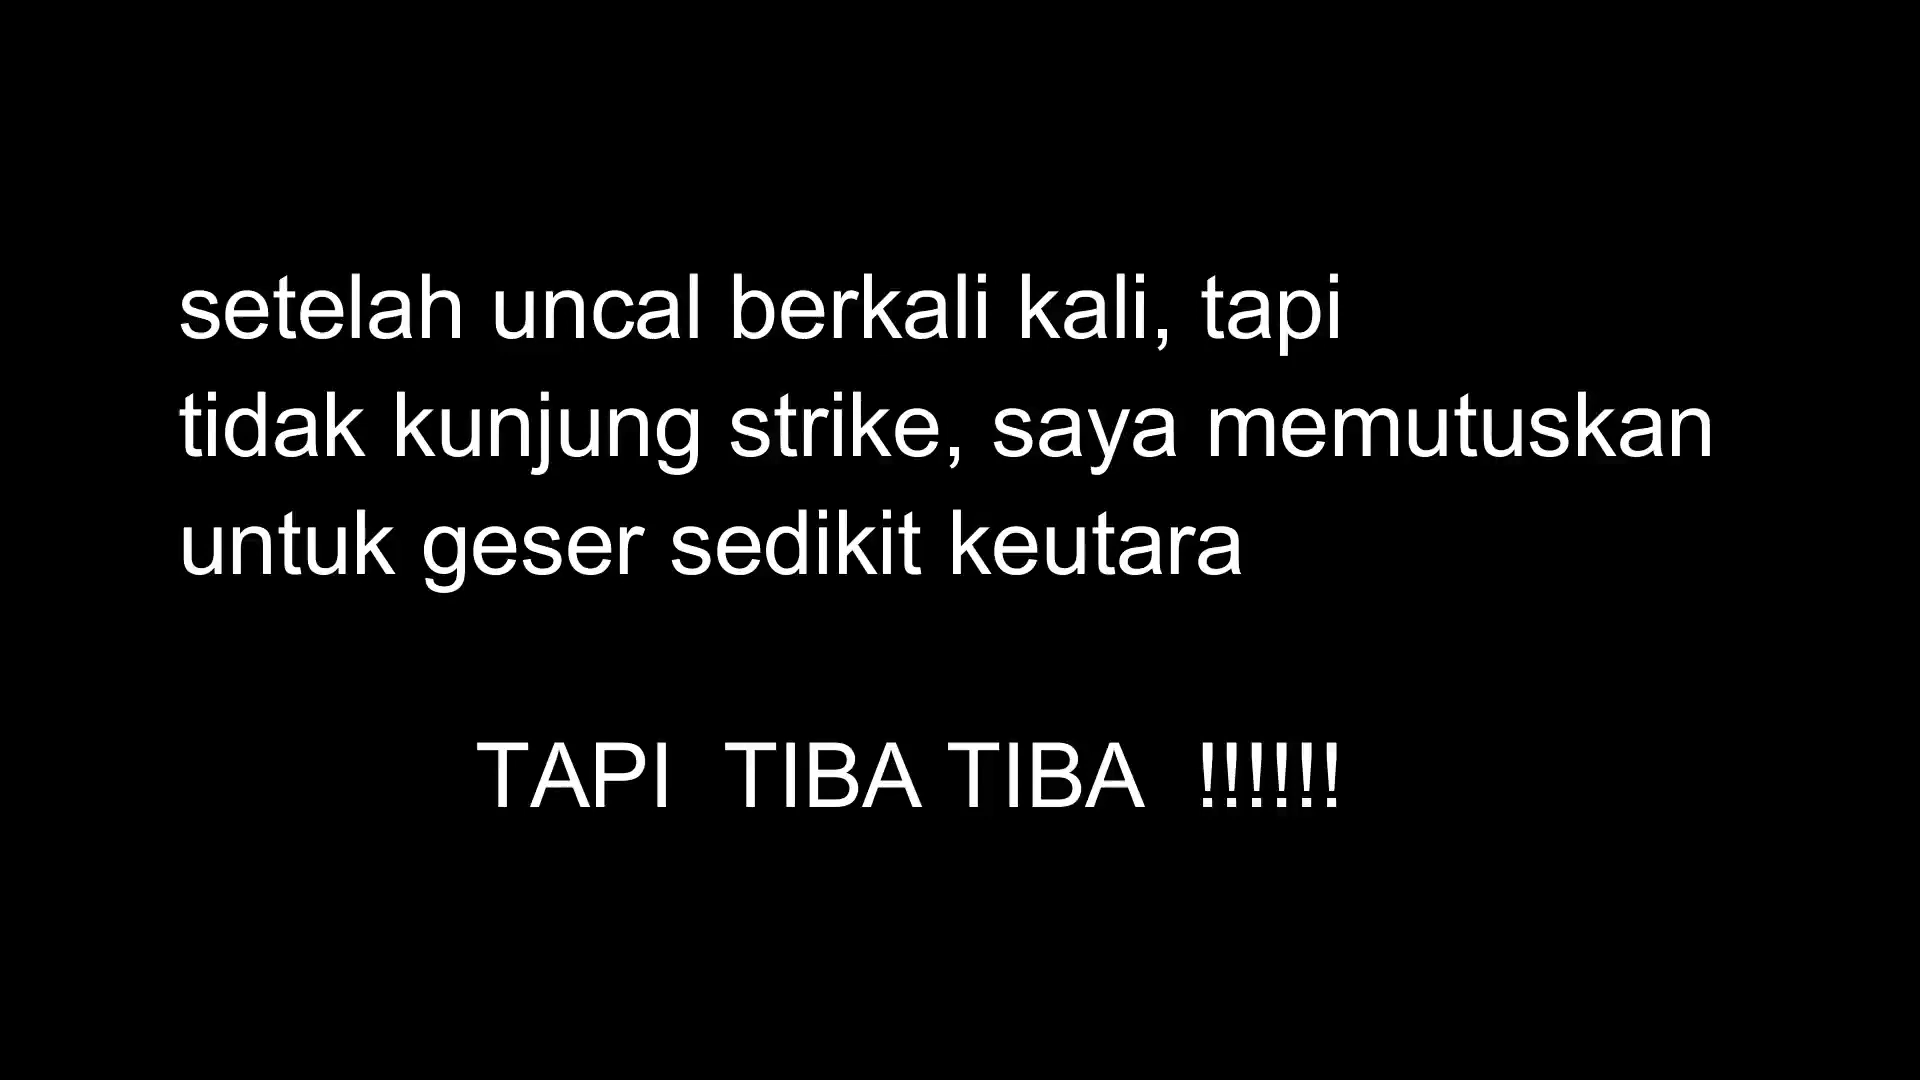 setelah uncal berkali kali, tapi
tidak kunjung strike, saya memutuskan
untuk geser sedikit keutara
TAPI  TIBA TIBA  !!!!!!